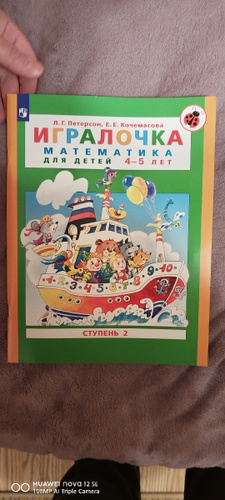 Л. Г. Петерсон, Е. Е. Кочемасова
ИГРАЛОЧКА
МАТЕМАТИКА
ДЛЯ ДЕТЕЙ 4–5 ЛЕТ
1 2 3 4 5 6 7 8 9 10
СТУПЕНЬ 2
HUAWEI nova 12 SE
108MP AI Triple Camera